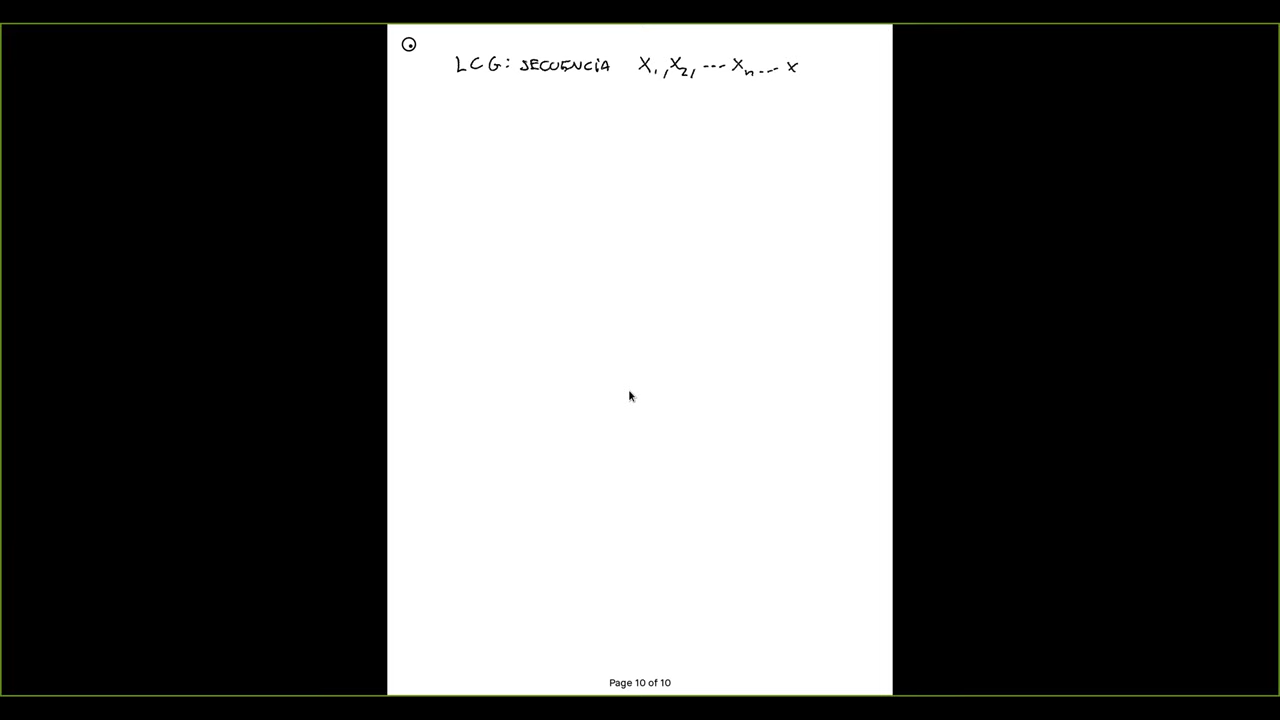 LCG: SECUENCIA X₁, X₂, --- Xₙ --- X
Page 10 of 10